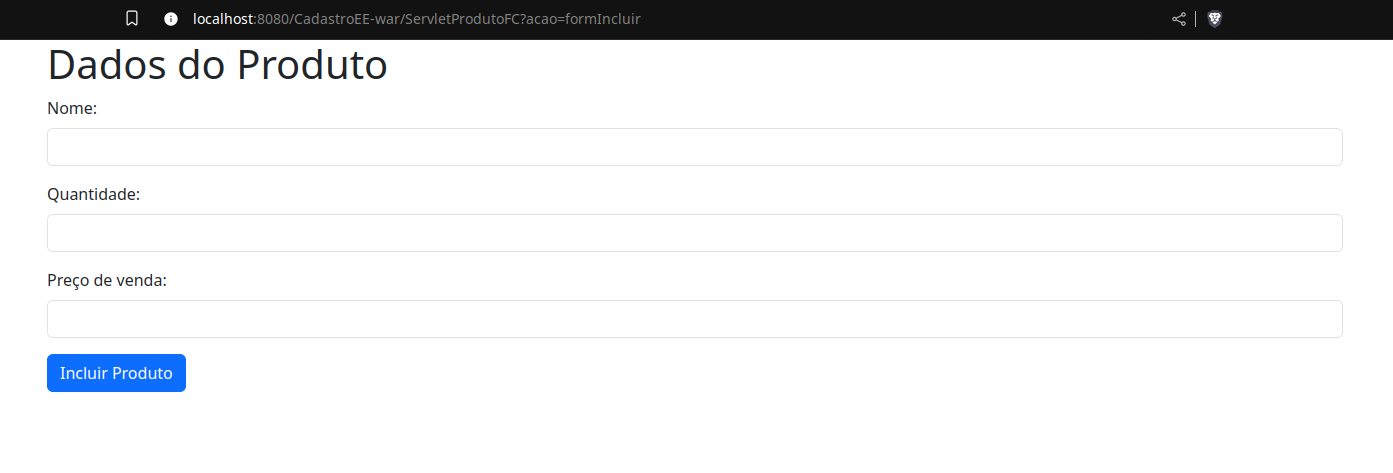 localhost:8080/CadastroEE-war/ServletProdutoFC?acao=formIncluir
Dados do Produto
Nome:
Quantidade:
Preço de venda:
Incluir Produto